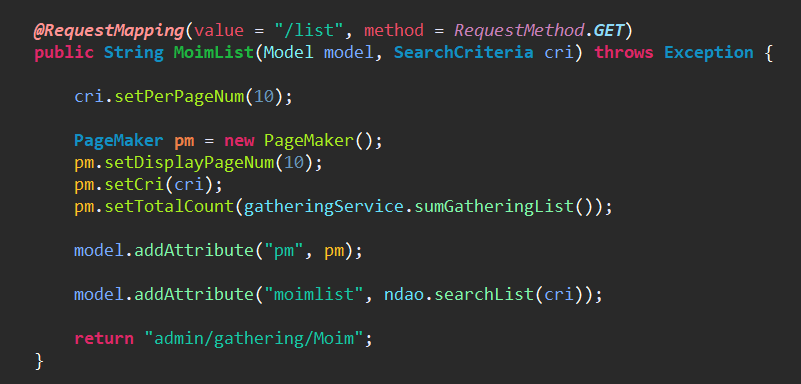 @RequestMapping(value = "/list", method = RequestMethod.GET)
public String MoimList(Model model, SearchCriteria cri) throws Exception {
cri.setPerPageNum(10);
PageMaker pm = new PageMaker();
pm.setDisplayPageNum(10);
pm.setCri(cri);
pm.setTotalCount(gatheringService.sumGatheringList());
model.addAttribute("pm", pm);
model.addAttribute("moimlist", ndao.searchList(cri));
return "admin/gathering/Moim";
}